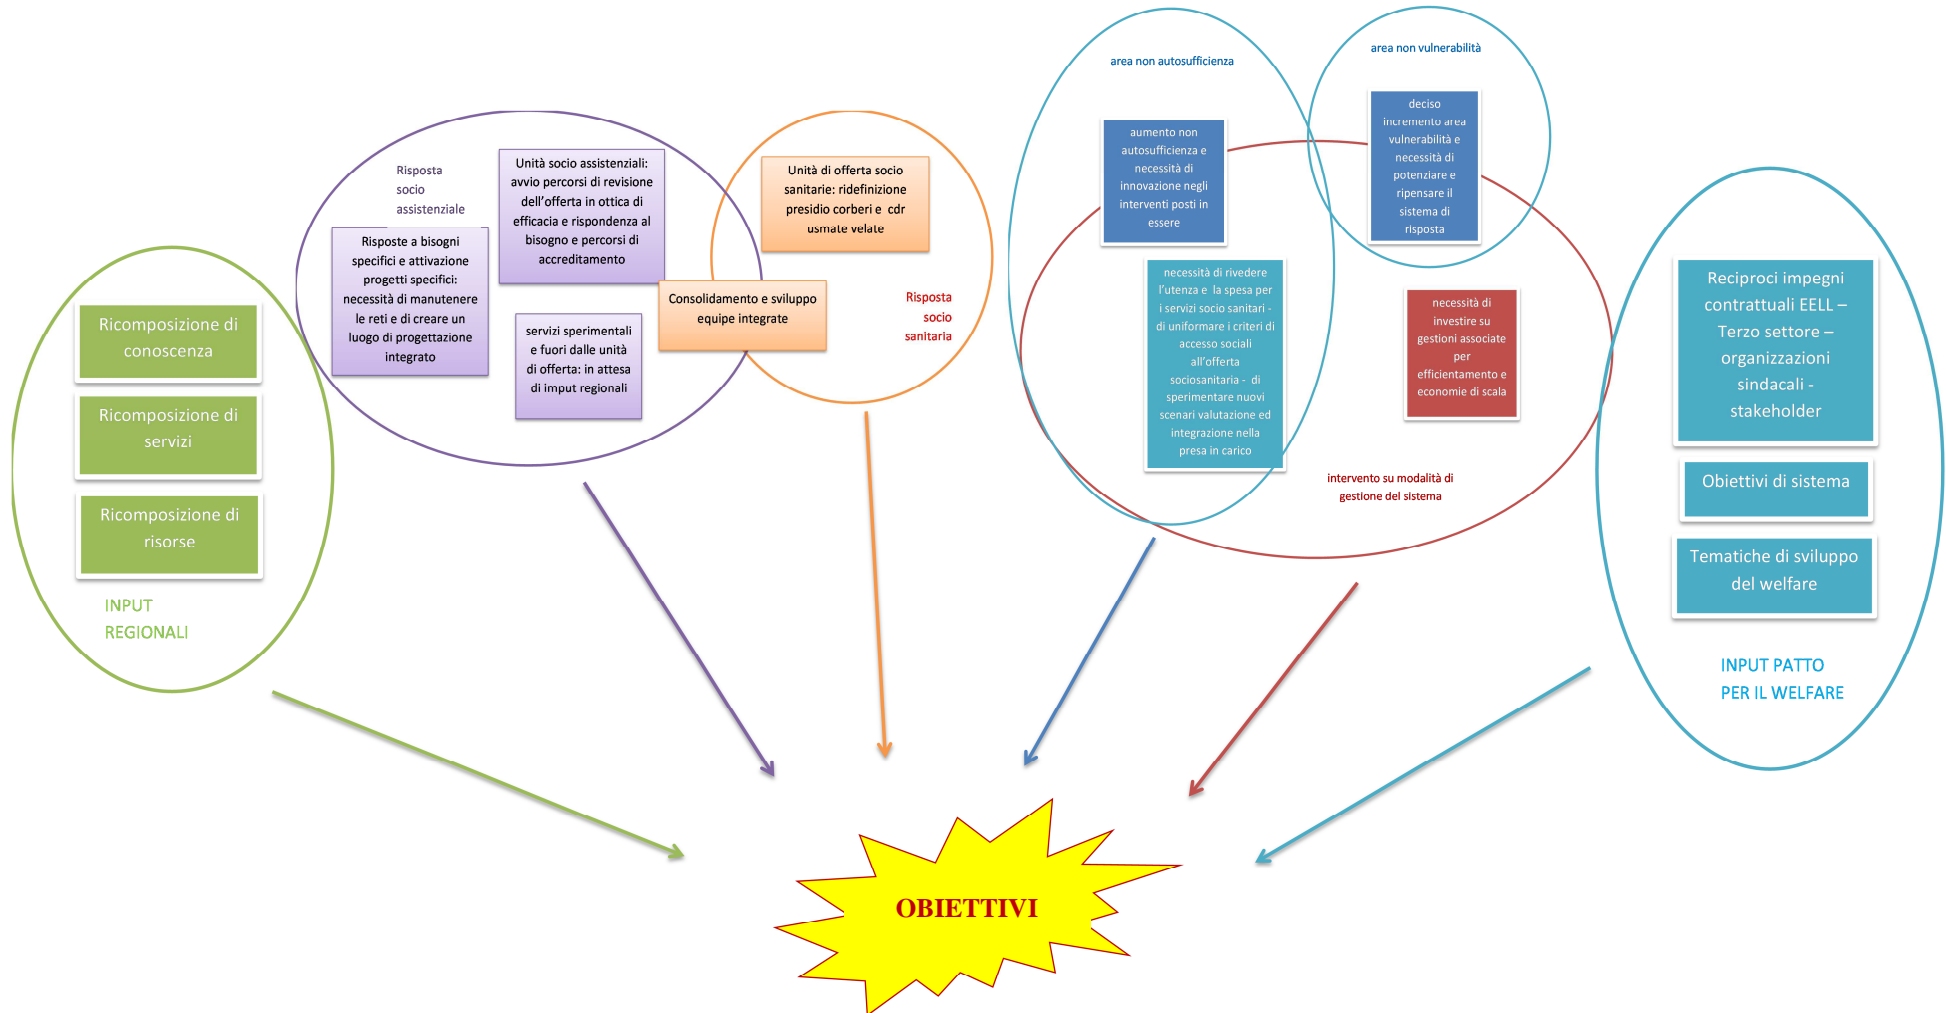 Ricomposizione di
conoscenza
Ricomposizione di
servizi
Ricomposizione di
risorse
INPUT
REGIONALI
Risposta
socio
assistenziale
Risposte a bisogni
specifici e attivazione
progetti specifici:
necessità di manutenere
le reti e di creare un
luogo di progettazione
integrato
Unità socio assistenziali:
avvio percorsi di revisione
dell'offerta in ottica di
efficacia e rispondenza al
bisogno e percorsi di
accreditamento
servizi sperimentali
e fuori dalle unità
di offerta: in attesa
di imput regionali
Consolidamento e sviluppo
equipe integrate
Unità di offerta socio
sanitarie: ridefinizione
presidio corberi e cdr
usmate velate
Risposta
socio
sanitaria
area non autosufficienza
aumento non
autosufficienza e
necessità di
innovazione negli
interventi posti in
essere
necessità di rivedere
l'utenza e la spesa per
i servizi socio sanitari -
di uniformare i criteri di
accesso sociali
all'offerta
sociosanitaria - di
sperimentare nuovi
scenari valutazione ed
integrazione nella
presa in carico
area non vulnerabilità
deciso
incremento area
vulnerabilità e
necessità di
potenziare e
ripensare il
sistema di
risposta
necessità di
investire su
gestioni associate
per
efficientamento e
economie di scala
intervento su modalità di
gestione del sistema
Reciproci impegni
contrattuali EELL –
Terzo settore –
organizzazioni
sindacali -
stakeholder
Obiettivi di sistema
Tematiche di sviluppo
del welfare
INPUT PATTO
PER IL WELFARE
OBIETTIVI